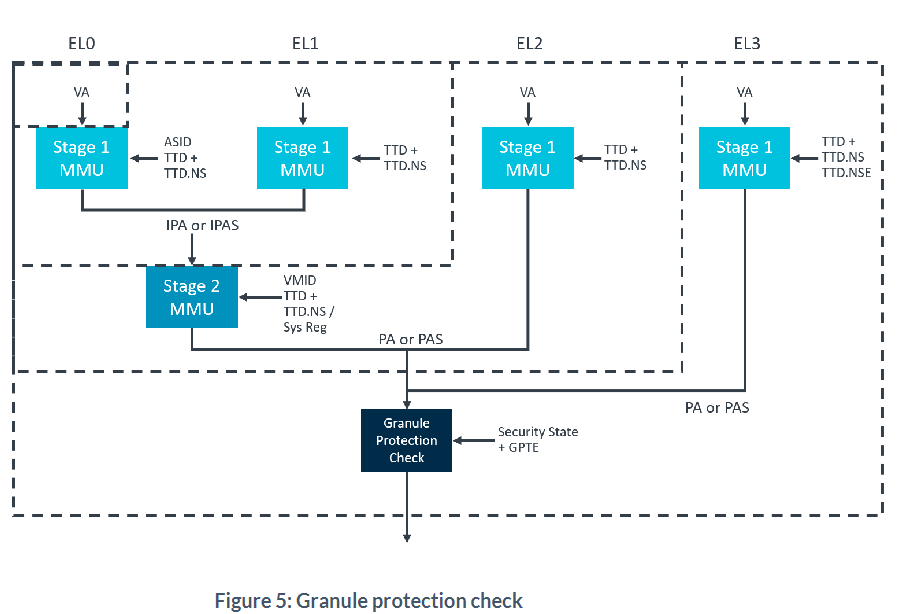 EL0
EL1
EL2
EL3
VA
VA
VA
VA
Stage 1
MMU
ASID
TTD +
TTD.NS
Stage 1
MMU
TTD +
TTD.NS
Stage 1
MMU
TTD +
TTD.NS
Stage 1
MMU
TTD +
TTD.NS
TTD.NSE
IPA or IPAS
Stage 2
MMU
VMID
TTD +
TTD.NS /
Sys Reg
PA or PAS
PA or PAS
Granule
Protection
Check
Security State
+ GPTE
Figure 5: Granule protection check